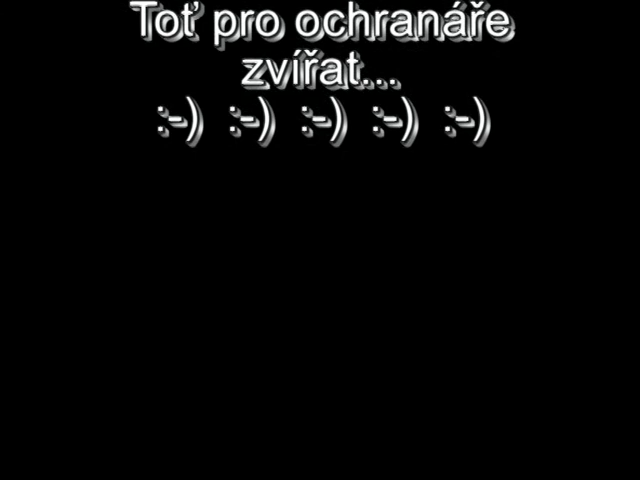 Toť pro ochranáře
zvířat...
:-) :-) :-) :-) :-)